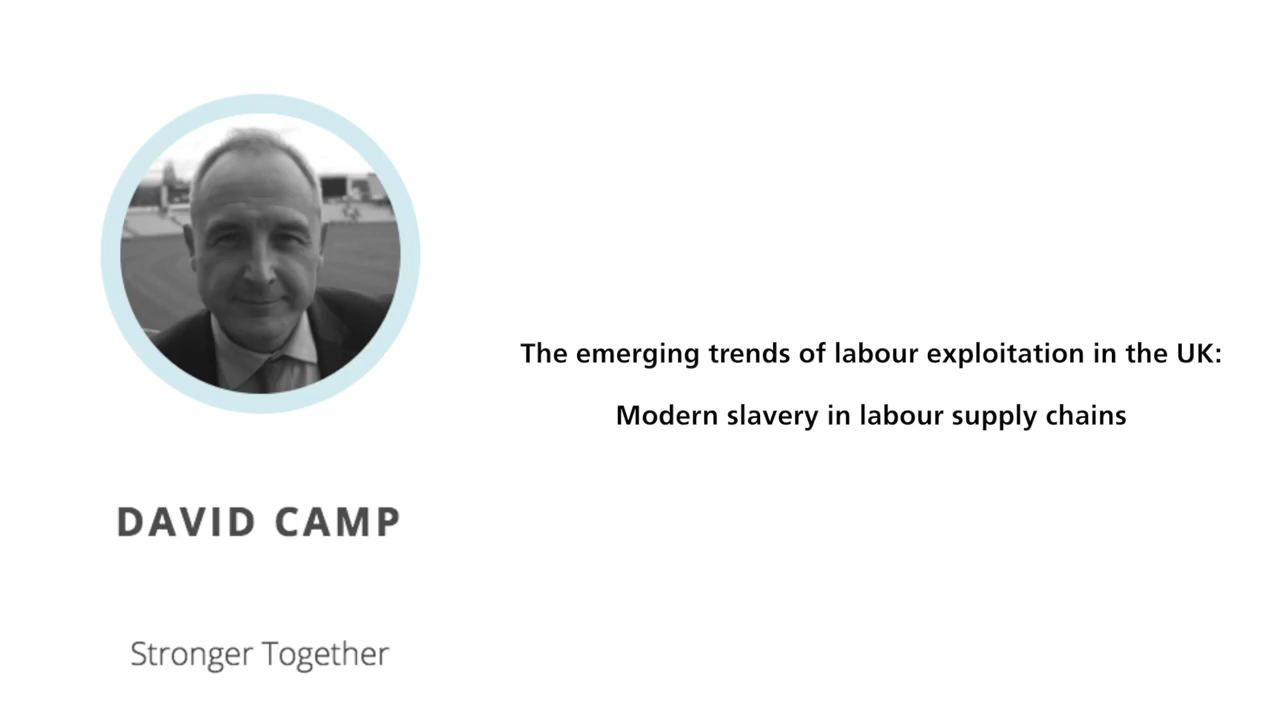 The emerging trends of labour exploitation in the UK:
Modern slavery in labour supply chains
DAVID CAMP
Stronger Together